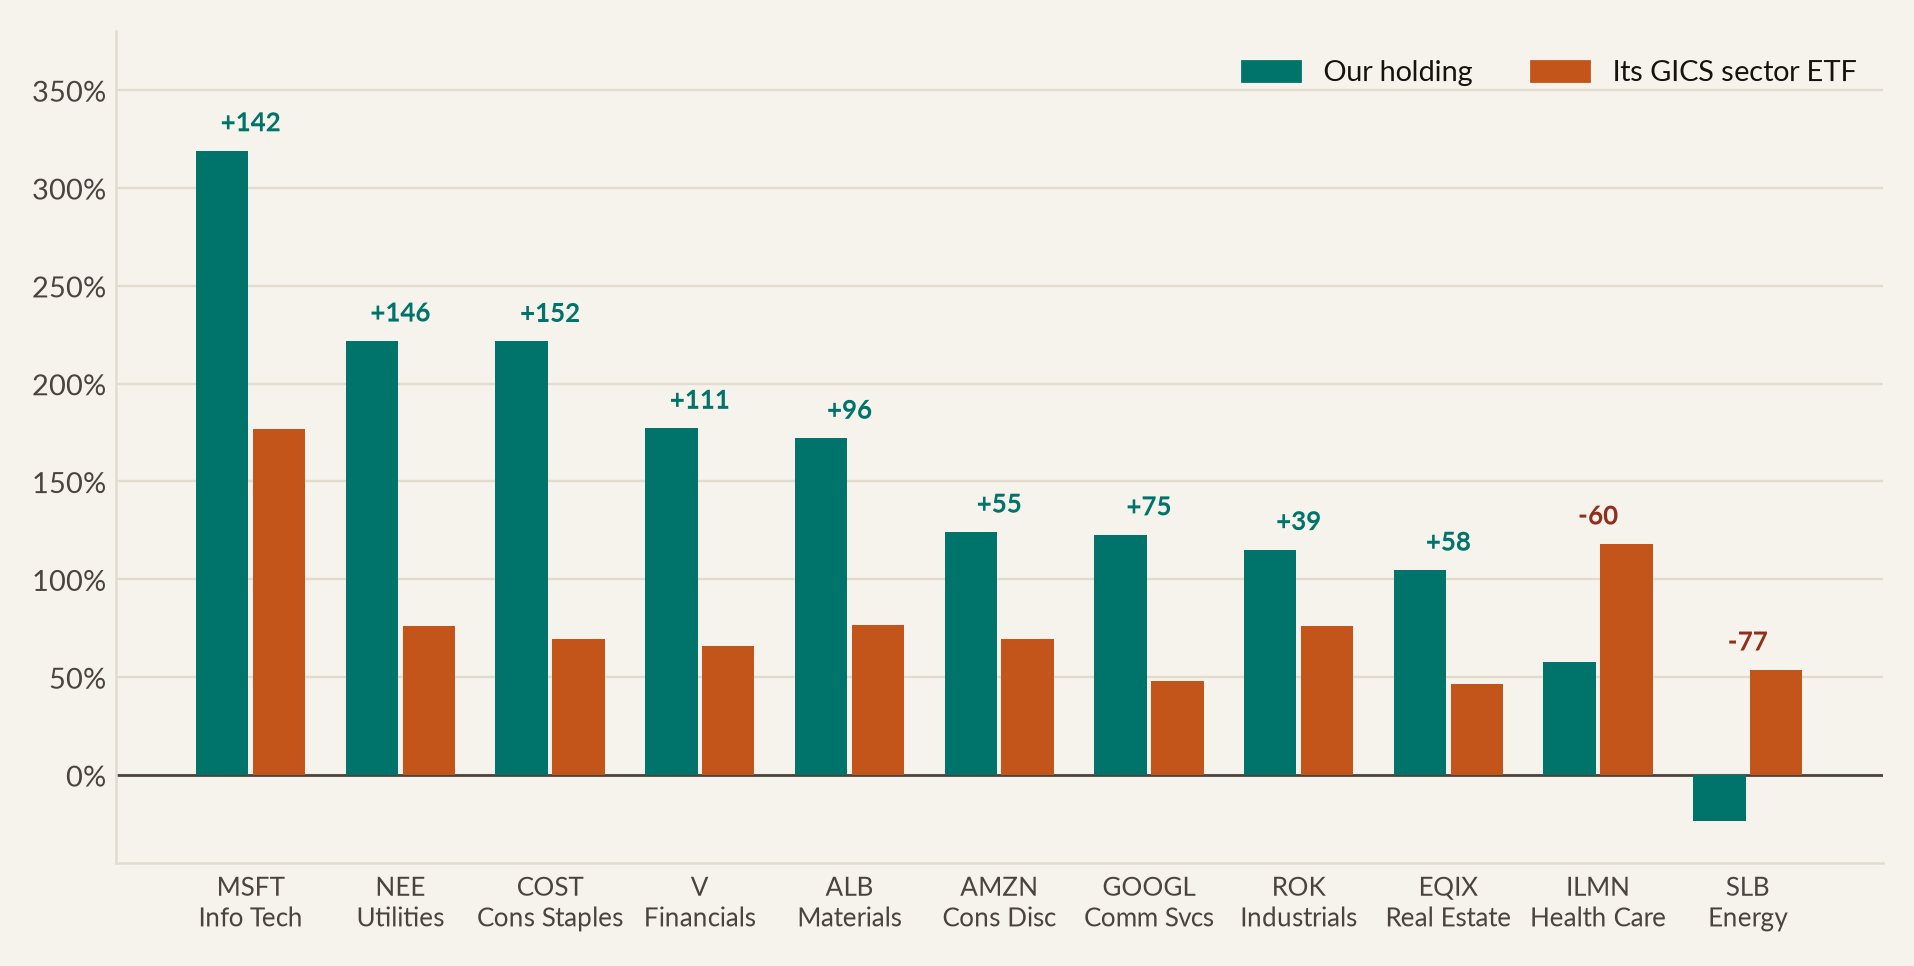 Our holding
Its GICS sector ETF
350%
300%
250%
200%
150%
100%
50%
0%
+142
+146
+152
+111
+96
+55
+75
+39
+58
-60
-77
MSFT
Info Tech
NEE
Utilities
COST
Cons Staples
V
Financials
ALB
Materials
AMZN
Cons Disc
GOOGL
Comm Svcs
ROK
Industrials
EQIX
Real Estate
ILMN
Health Care
SLB
Energy